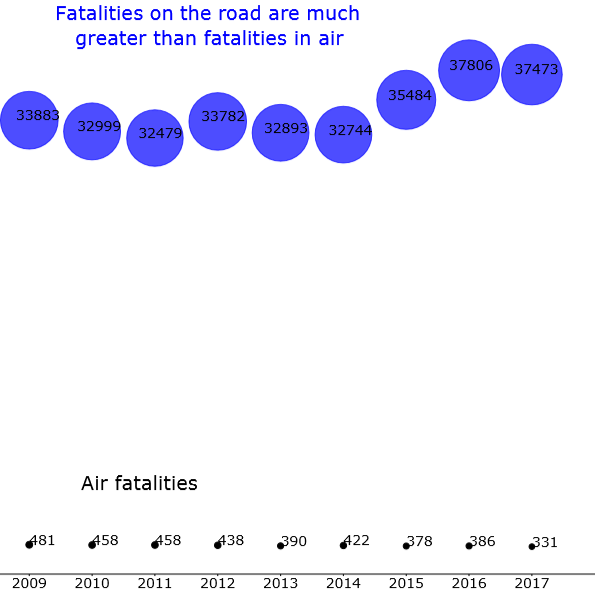 Fatalities on the road are much
greater than fatalities in air
33883 32999 32479 33782 32893 32744 35484 37806 37473
Air fatalities
481 458 458 438 390 422 378 386 331
2009 2010 2011 2012 2013 2014 2015 2016 2017